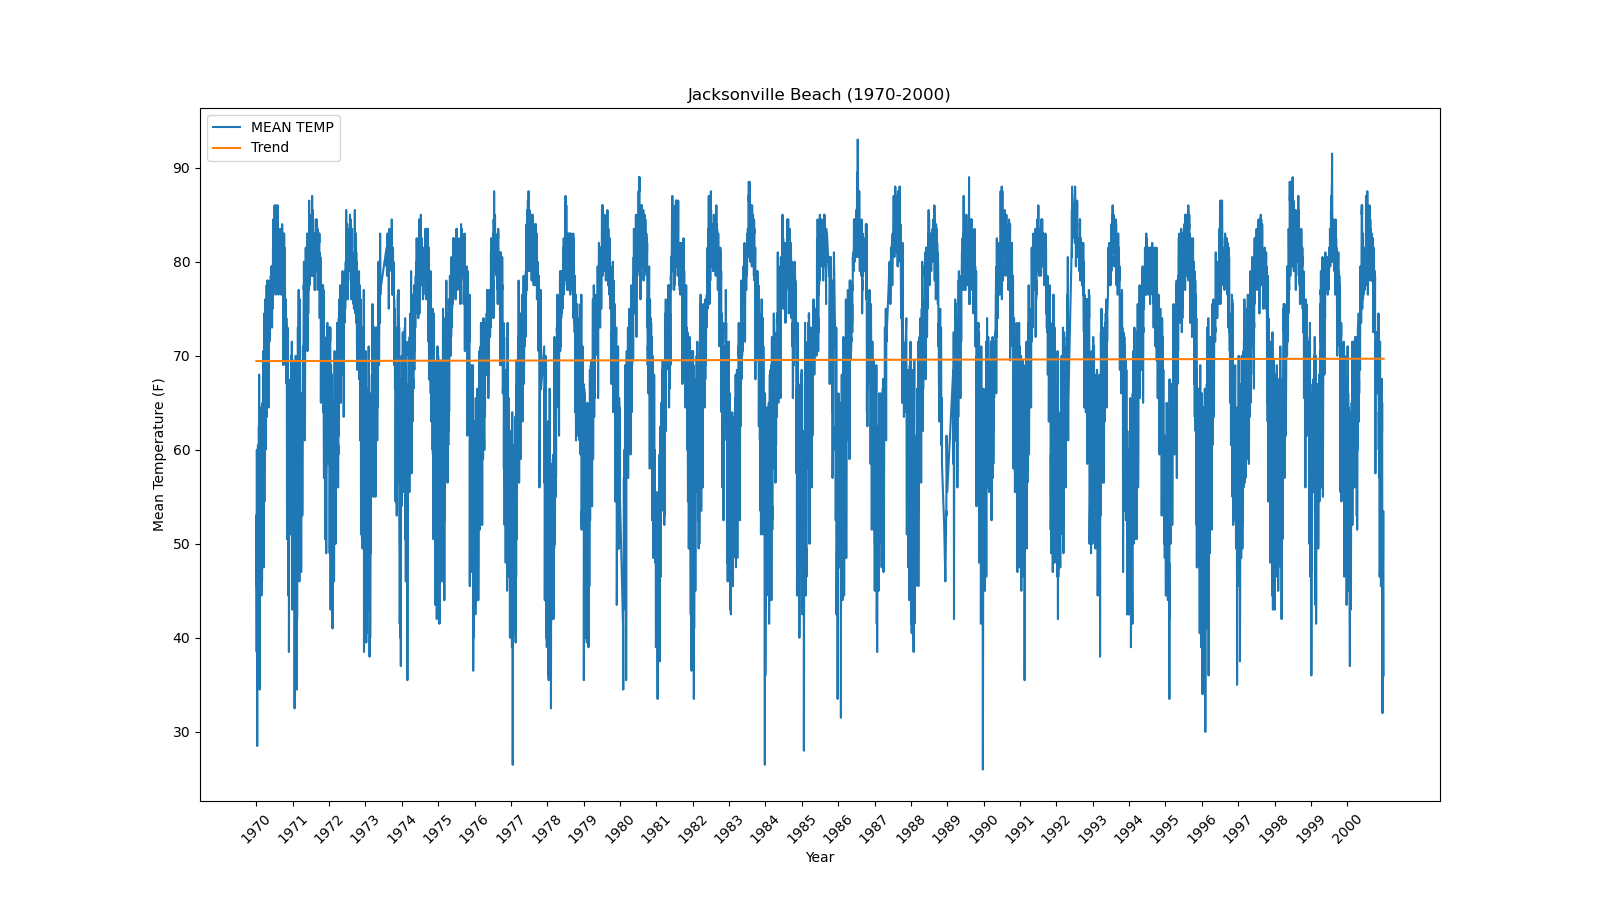 Jacksonville Beach (1970-2000)
MEAN TEMP
Trend
90
80
70
60
50
40
30
Mean Temperature (F)
1970 1971 1972 1973 1974 1975 1976 1977 1978 1979 1980 1981 1982 1983 1984 1985 1986 1987 1988 1989 1990 1991 1992 1993 1994 1995 1996 1997 1998 1999 2000
Year